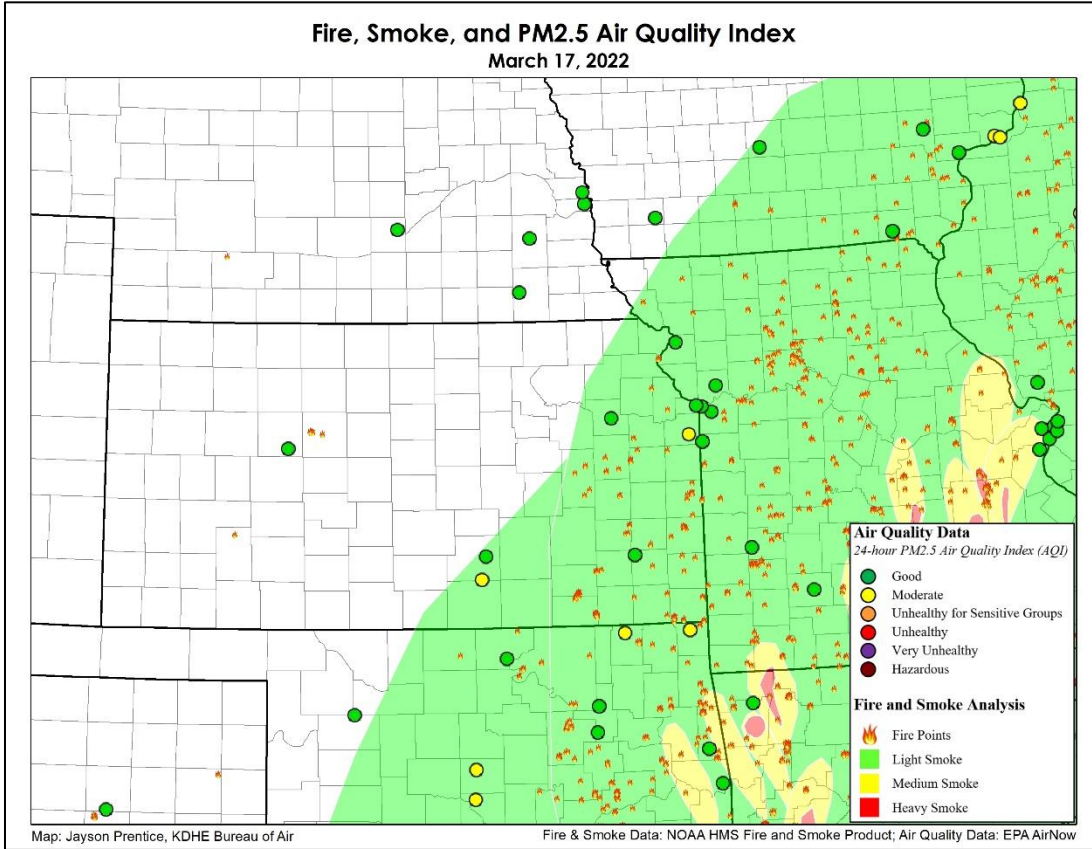 Fire, Smoke, and PM2.5 Air Quality Index
March 17, 2022
Air Quality Data
24-hour PM2.5 Air Quality Index (AQI)
Good
Moderate
Unhealthy for Sensitive Groups
Unhealthy
Very Unhealthy
Hazardous
Fire and Smoke Analysis
Fire Points
Light Smoke
Medium Smoke
Heavy Smoke
Map: Jayson Prentice, KDHE Bureau of Air
Fire & Smoke Data: NOAA HMS Fire and Smoke Product; Air Quality Data: EPA AirNow